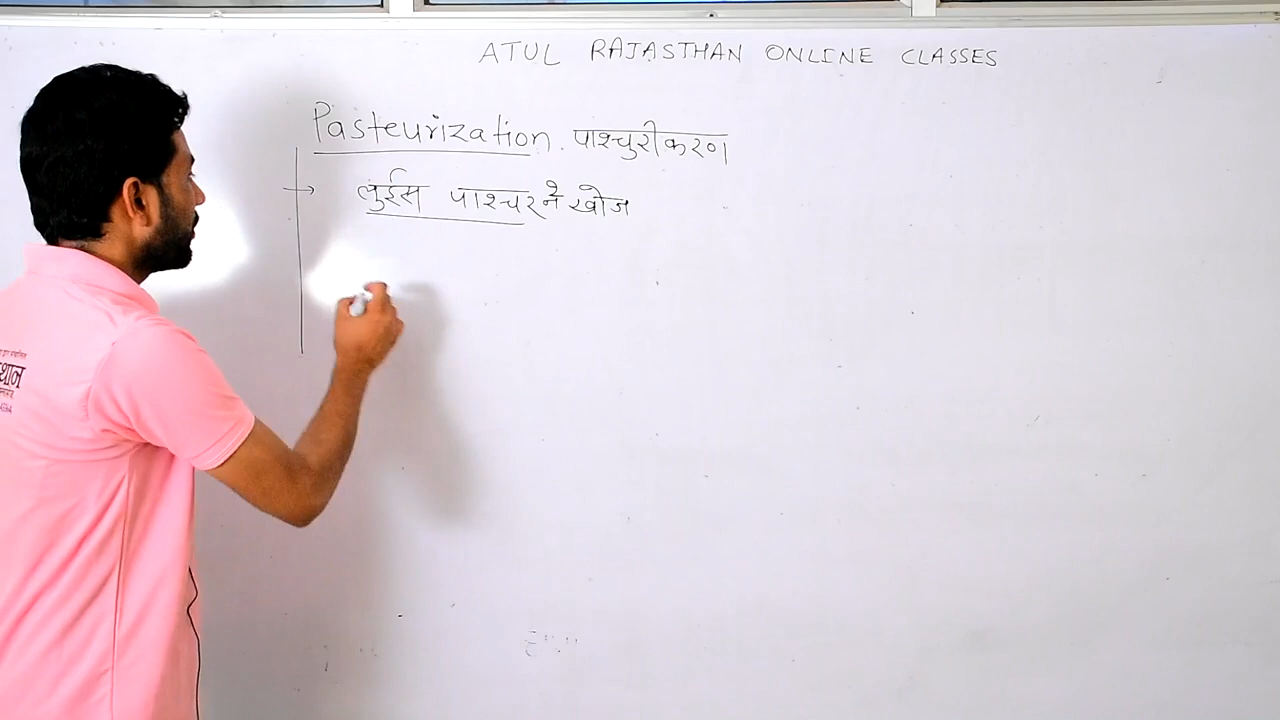 ATUL RAJASTHAN ONLINE CLASSES
Pasteurization. पाश्चुरीकरण
→ लुईस पाश्चर ने खोज